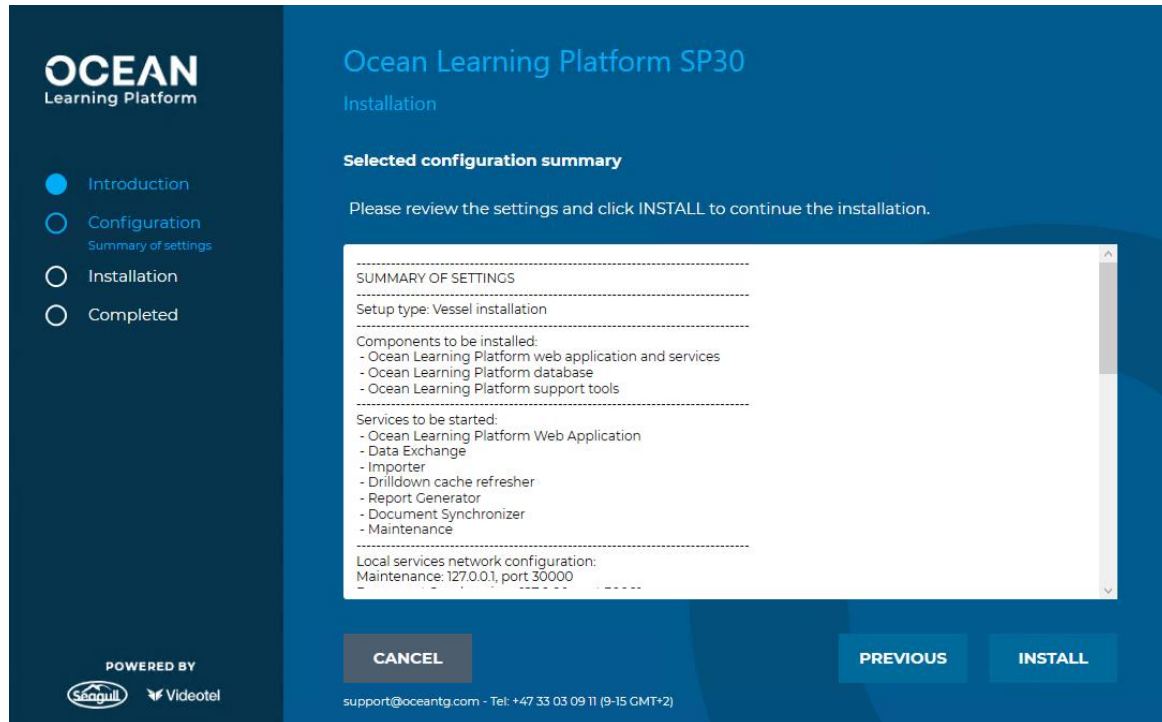 OCEAN
Learning Platform
Introduction
Configuration
Summary of settings
Installation
Completed
POWERED BY
Seagull Videotel
Ocean Learning Platform SP30
Installation
Selected configuration summary
Please review the settings and click INSTALL to continue the installation.
--------------------------------------------------------------------------------
SUMMARY OF SETTINGS
--------------------------------------------------------------------------------
Setup type: Vessel installation
--------------------------------------------------------------------------------
Components to be installed:
- Ocean Learning Platform web application and services
- Ocean Learning Platform database
- Ocean Learning Platform support tools
--------------------------------------------------------------------------------
Services to be started:
- Ocean Learning Platform Web Application
- Data Exchange
- Importer
- Drilldown cache refresher
- Report Generator
- Document Synchronizer
- Maintenance
--------------------------------------------------------------------------------
Local services network configuration:
Maintenance: 127.0.0.1, port 30000
CANCEL
PREVIOUS
INSTALL
support@oceantg.com - Tel: +47 33 03 09 11 (9-15 GMT+2)